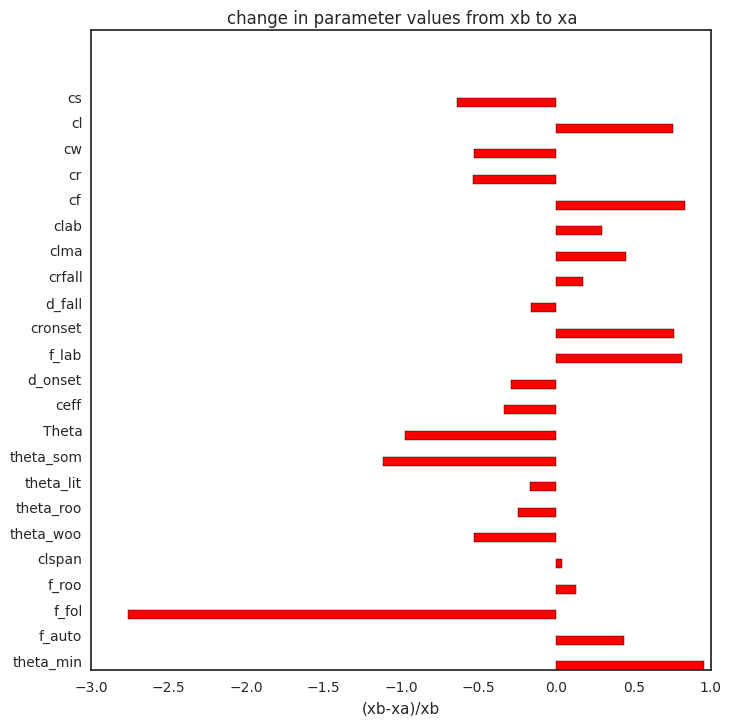 change in parameter values from xb to xa
cs
cl
cw
cr
cf
clab
clma
crfall
d_fall
cronset
f_lab
d_onset
ceff
Theta
theta_som
theta_lit
theta_roo
theta_woo
clspan
f_roo
f_fol
f_auto
theta_min
−3.0 −2.5 −2.0 −1.5 −1.0 −0.5 0.0 0.5 1.0
(xb-xa)/xb